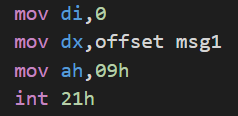 mov di,0
mov dx,offset msg1
mov ah,09h
int 21h